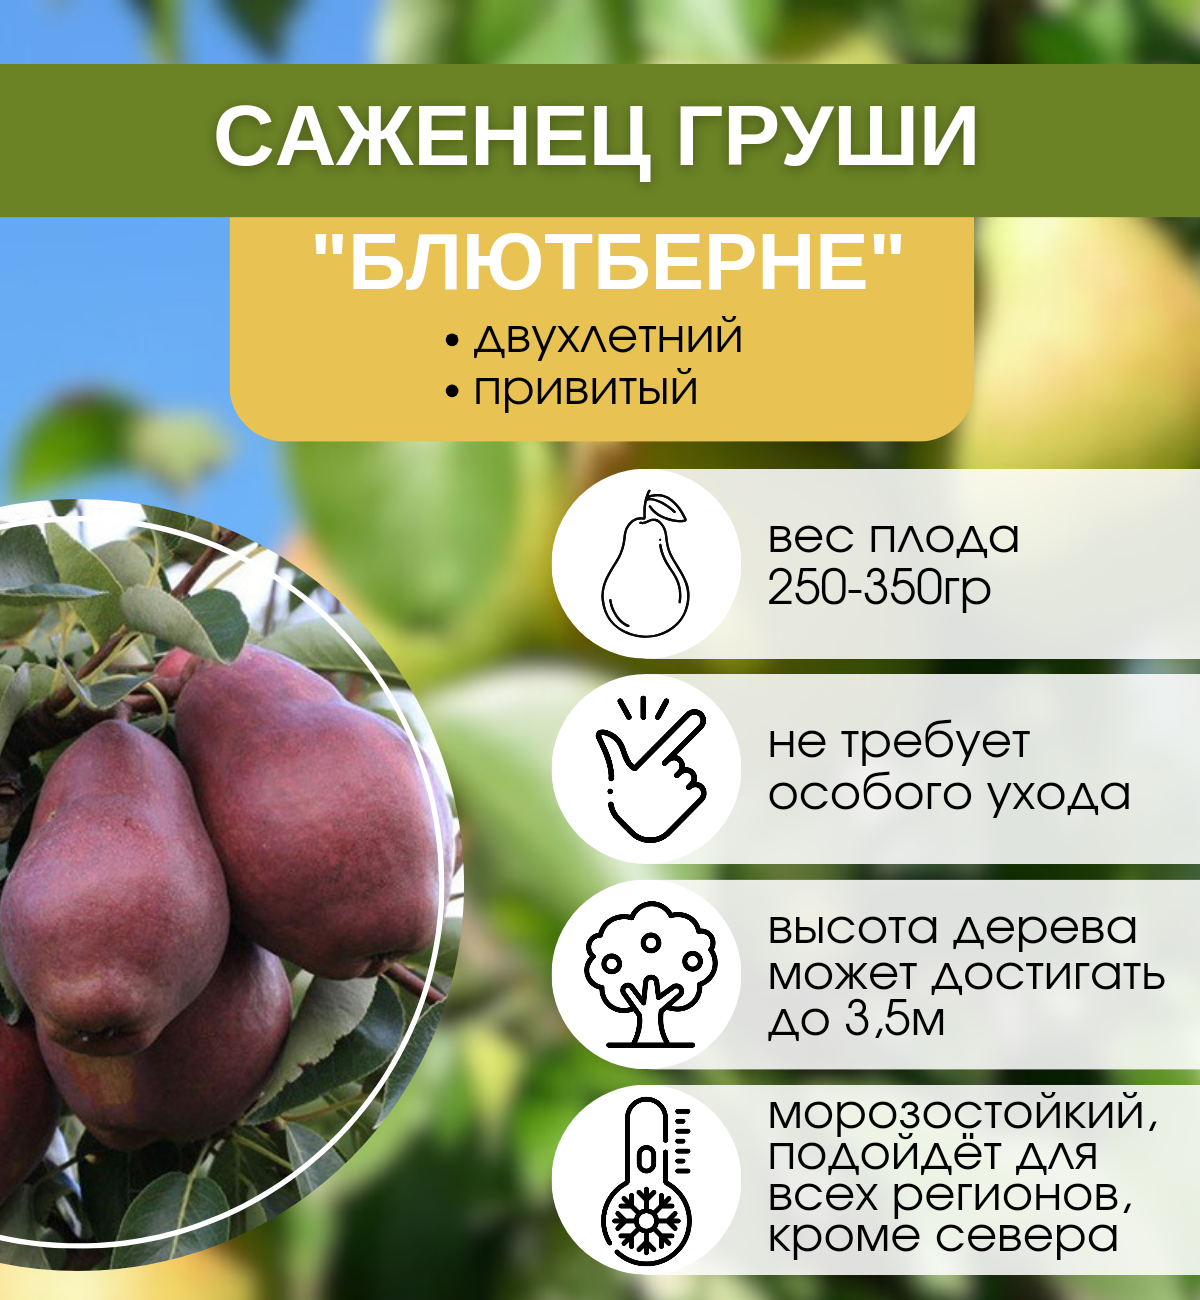 САЖЕНЕЦ ГРУШИ
"БЛЮТБЕРНЕ"
• двухлетний
• привитый
вес плода
250-350гр
не требует
особого ухода
высота дерева
может достигать
до 3,5м
морозостойкий,
подойдёт для
всех регионов,
кроме севера